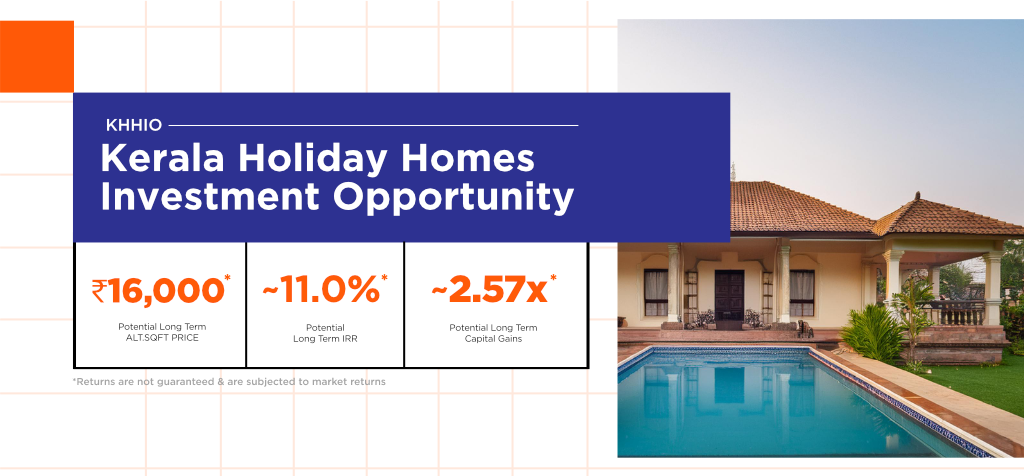 KHHIO
Kerala Holiday Homes
Investment Opportunity
₹16,000*
Potential Long Term
ALT.SQFT PRICE
~11.0%*
Potential
Long Term IRR
~2.57x*
Potential Long Term
Capital Gains
*Returns are not guaranteed & are subjected to market returns